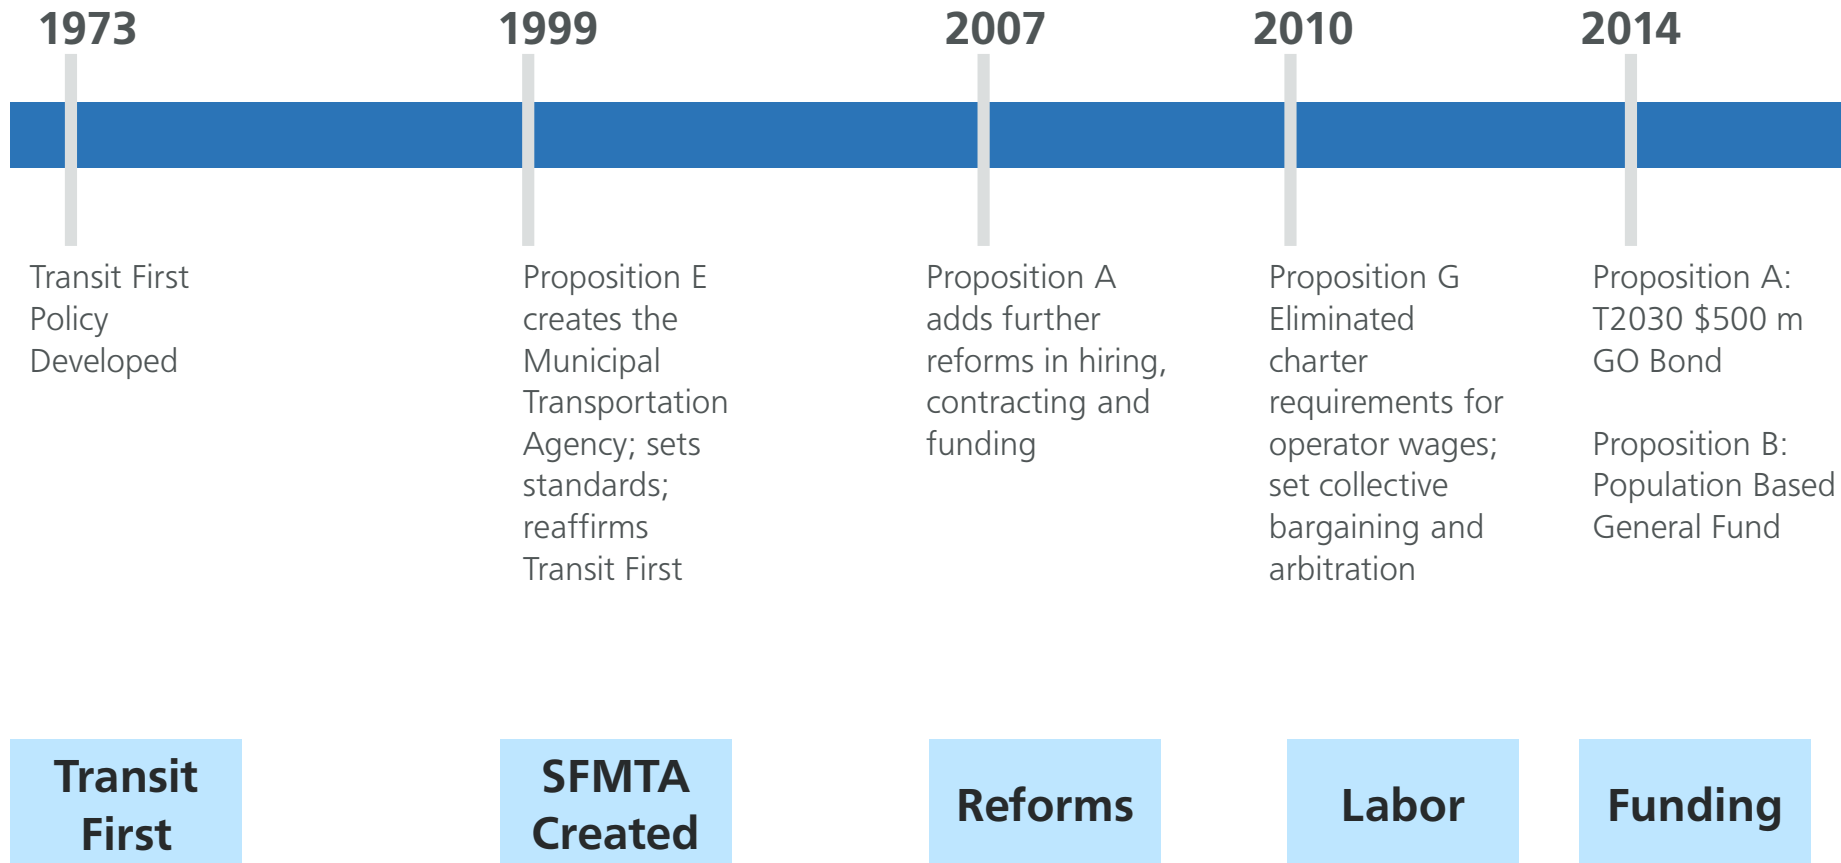 1973
1999
2007
2010
2014
Transit First
Policy
Developed
Proposition E
creates the
Municipal
Transportation
Agency; sets
standards;
reaffirms
Transit First
Proposition A
adds further
reforms in hiring,
contracting and
funding
Proposition G
Eliminated
charter
requirements for
operator wages;
set collective
bargaining and
arbitration
Proposition A:
T2030 $500 m
GO Bond
Proposition B:
Population Based
General Fund
Transit
First
SFMTA
Created
Reforms
Labor
Funding